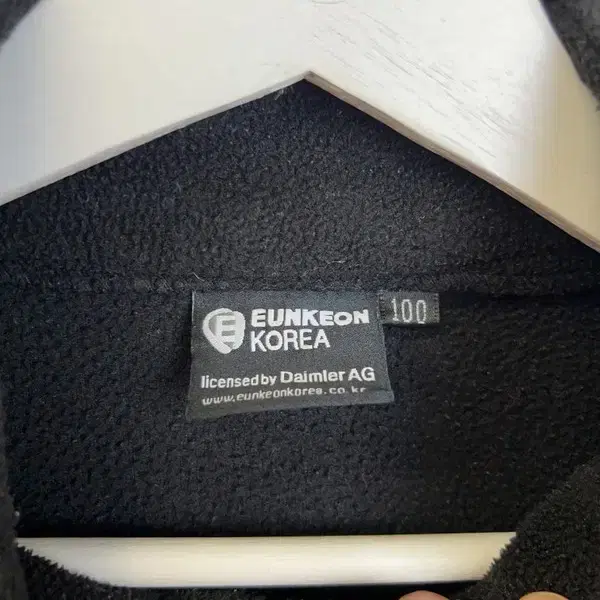 E EUNKEON
KOREA
100
licensed by Daimler AG
www.eunkeonkorea.co.kr